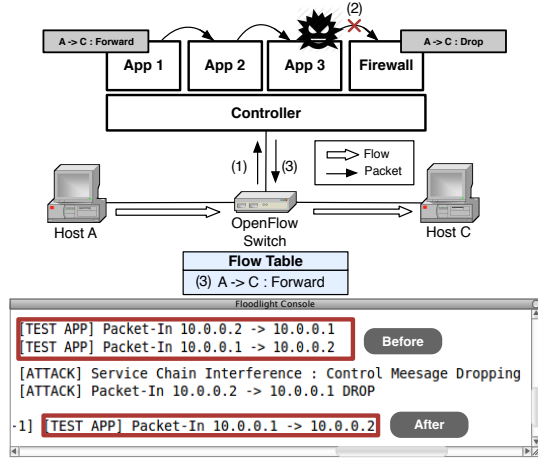 (2)
A -> C : Forward
A -> C : Drop
App 1
App 2
App 3
Firewall
Controller
(1)
(3)
Flow
Packet
Host A
OpenFlow
Switch
Host C
Flow Table
(3) A -> C : Forward
Floodlight Console
[TEST APP] Packet-In 10.0.0.2 -> 10.0.0.1
[TEST APP] Packet-In 10.0.0.1 -> 10.0.0.2
Before
[ATTACK] Service Chain Interference : Control Meesage Dropping
[ATTACK] Packet-In 10.0.0.2 -> 10.0.0.1 DROP
-1] [TEST APP] Packet-In 10.0.0.1 -> 10.0.0.2
After